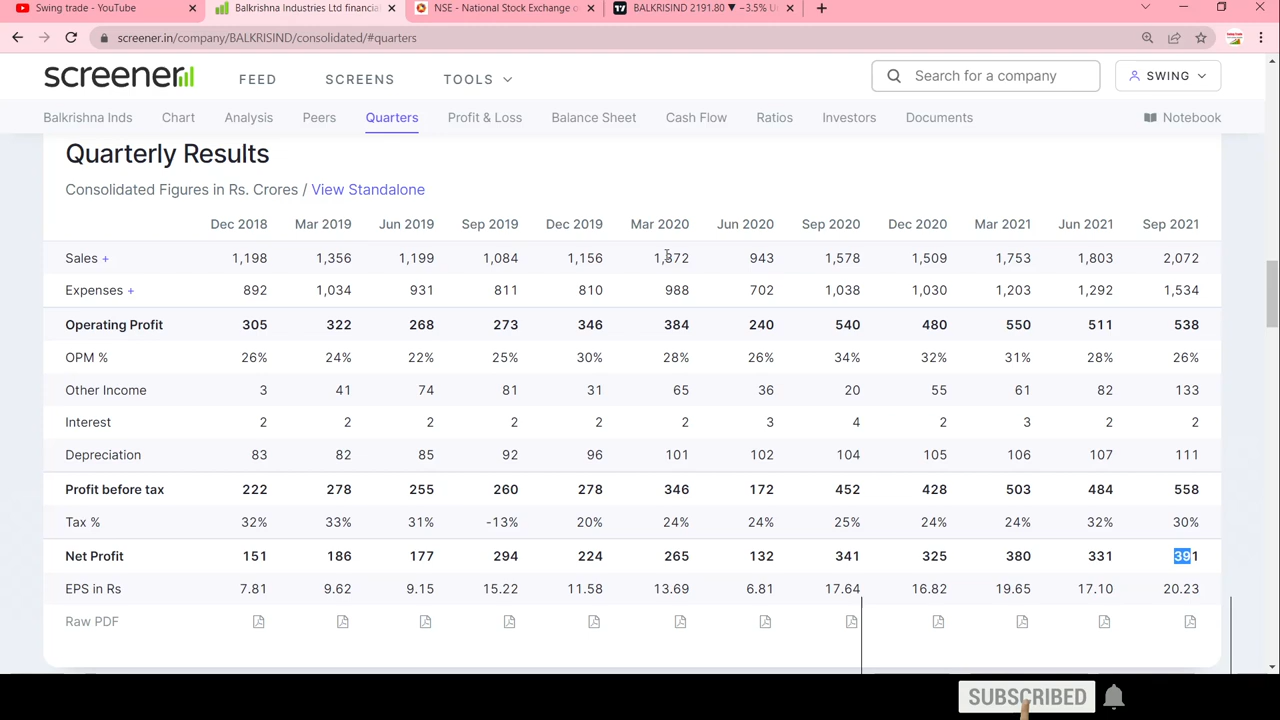 Swing trade - YouTube
Balkrishna Industries Ltd financial
NSE - National Stock Exchange o
BALKRISIND 2191.80 ▼ −3.5% U
screener.in/company/BALKRISIND/consolidated/#quarters
screener FEED SCREENS TOOLS Search for a company SWING
Balkrishna Inds Chart Analysis Peers Quarters Profit & Loss Balance Sheet Cash Flow Ratios Investors Documents Notebook
Quarterly Results
Consolidated Figures in Rs. Crores / View Standalone
Dec 2018 Mar 2019 Jun 2019 Sep 2019 Dec 2019 Mar 2020 Jun 2020 Sep 2020 Dec 2020 Mar 2021 Jun 2021 Sep 2021
Sales + 1,198 1,356 1,199 1,084 1,156 1,372 943 1,578 1,509 1,753 1,803 2,072
Expenses + 892 1,034 931 811 810 988 702 1,038 1,030 1,203 1,292 1,534
Operating Profit 305 322 268 273 346 384 240 540 480 550 511 538
OPM % 26% 24% 22% 25% 30% 28% 26% 34% 32% 31% 28% 26%
Other Income 3 41 74 81 31 65 36 20 55 61 82 133
Interest 2 2 2 2 2 2 3 4 2 3 2 2
Depreciation 83 82 85 92 96 101 102 104 105 106 107 111
Profit before tax 222 278 255 260 278 346 172 452 428 503 484 558
Tax % 32% 33% 31% -13% 20% 24% 24% 25% 24% 24% 32% 30%
Net Profit 151 186 177 294 224 265 132 341 325 380 331 391
EPS in Rs 7.81 9.62 9.15 15.22 11.58 13.69 6.81 17.64 16.82 19.65 17.10 20.23
Raw PDF
SUBSCRIBED